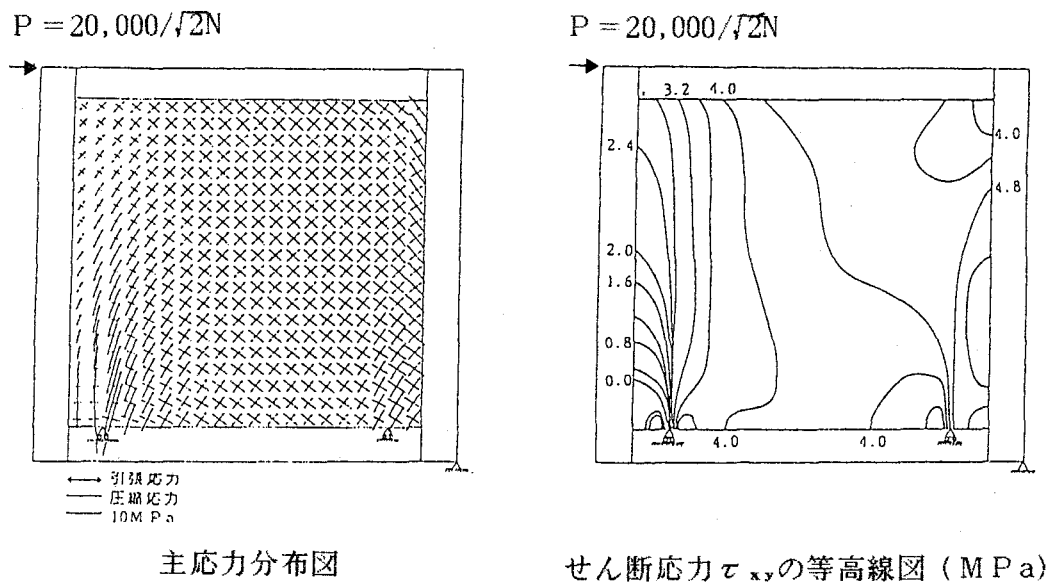 P＝20,000/√2N
P＝20,000/√2N
3.2 4.0
2.4
4.0
4.8
2.0
1.6
0.8
0.0
4.0 4.0
引張応力
圧縮応力
10MPa
主応力分布図
せん断応力τxyの等高線図（MPa）